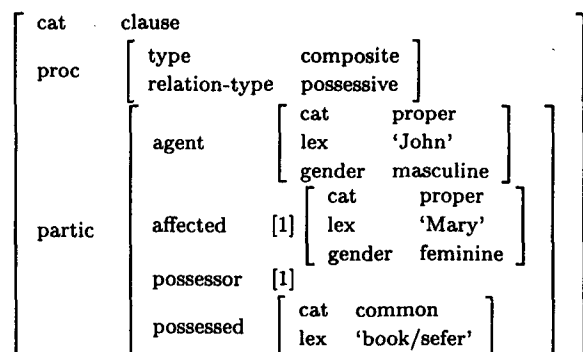 cat clause
proc
type composite
relation-type possessive
partic
agent
cat proper
lex ‘John’
gender masculine
affected [1]
cat proper
lex ‘Mary’
gender feminine
possessor [1]
possessed
cat common
lex ‘book/sefer’